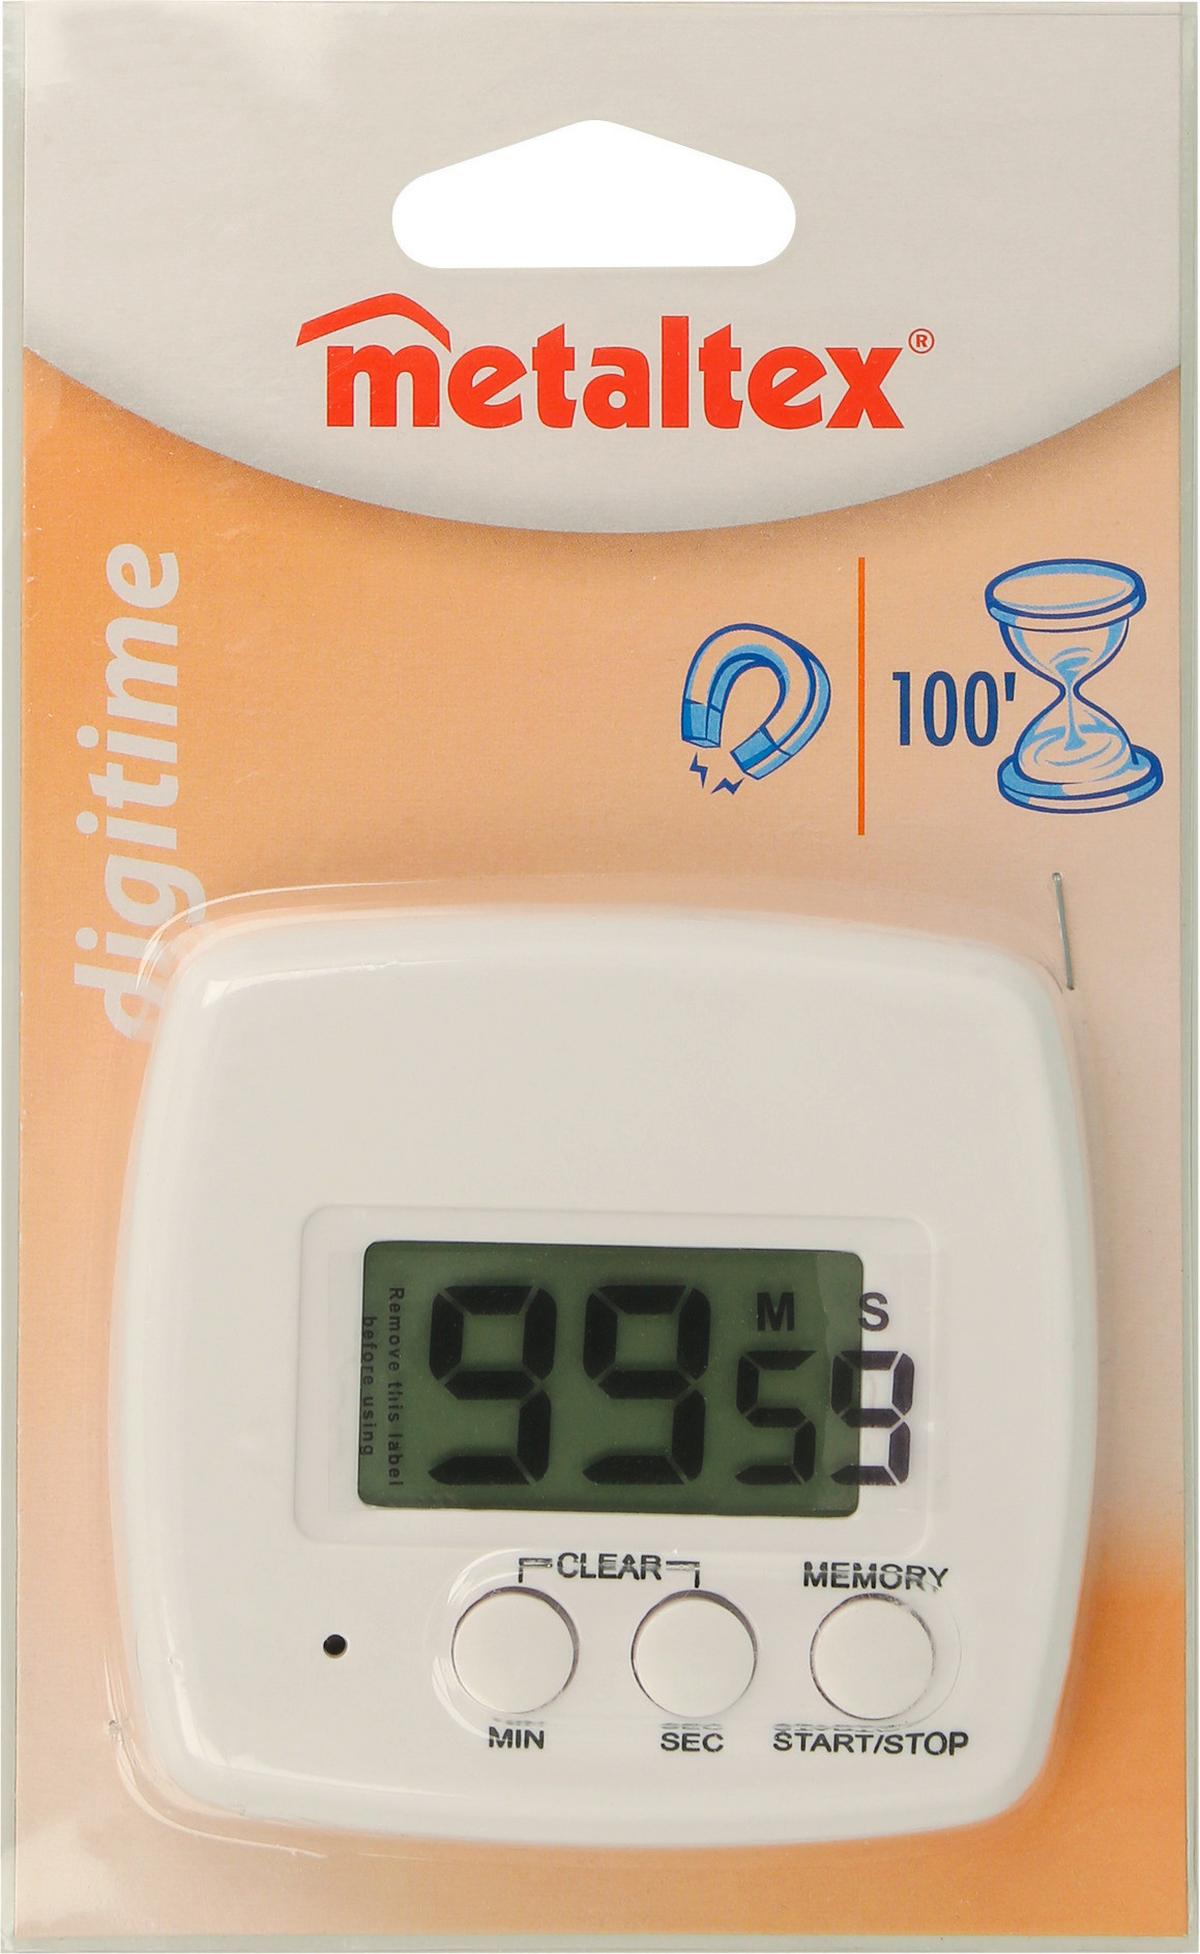 metaltex®
digitime
100'
Remove this label
before using
M S
99 59
CLEAR
MEMORY
MIN
SEC
START/STOP